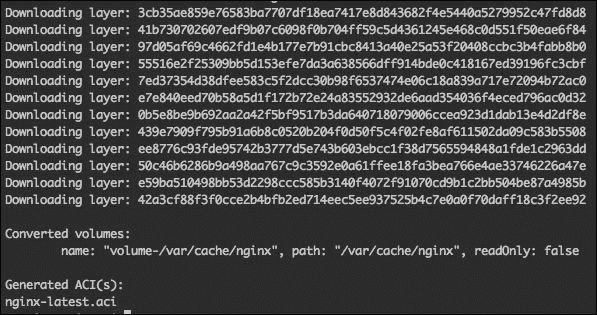 Downloading layer: 3cb35ae859e76583ba7707df18ea7417e8d843682f4e5440a5279952c47fd8d8
Downloading layer: 41b730702607edf9b07c6098f0b704ff59c5d4361245e468c0d551f50eae6f84
Downloading layer: 97d05af69c4662fd1e4b177e7b91cbc8413a40e25a53f20408ccbc3b4fabb8b0
Downloading layer: 55516e2f25309bb5d153efe7da3a638566dff914bde0c418167ed39196fc3cbf
Downloading layer: 7ed37354d38dfee583c5f2dcc30b98f6537474e06c18a839a717e72094b72ac0
Downloading layer: e7e840eed70b58a5d1f172b72e24a83552932de6aad354036f4eced796ac0d32
Downloading layer: 0b5e8be9b692aa2a42f5bf9517b3da640718079006ccea923d1dab13e4d2df8e
Downloading layer: 439e7909f795b91a6b8c0520b204f0d50f5c4f02fe8af611502da09c583b5508
Downloading layer: ee8776c93fde95742b3777d5e743b603ebcc1f38d7565594848a1fde1c2963dd
Downloading layer: 50c46b6286b9a498aa767c9c3592e0a61ffee18fa3bea766e4ae33746226a47e
Downloading layer: e59ba510498bb53d2298ccc585b3140f4072f91070cd9b1c2bb504be87a4985b
Downloading layer: 42a3cf88f3f0cce2b4bfb2ed714eec5ee937525b4c7e0a0f70daff18c3f2ee92
Converted volumes:
name: "volume-/var/cache/nginx", path: "/var/cache/nginx", readOnly: false
Generated ACI(s):
nginx-latest.aci